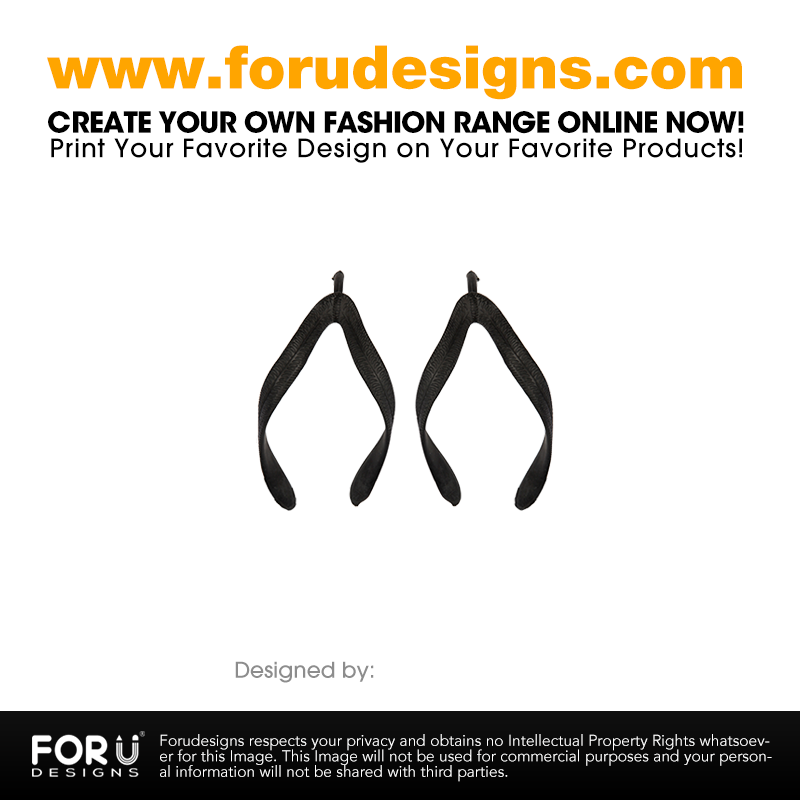 www.forudesigns.com
CREATE YOUR OWN FASHION RANGE ONLINE NOW!
Print Your Favorite Design on Your Favorite Products!
Designed by:
FOR U®
DESIGNS
Forudesigns respects your privacy and obtains no Intellectual Property Rights whatsoev-
er for this Image. This Image will not be used for commercial purposes and your person-
al information will not be shared with third parties.